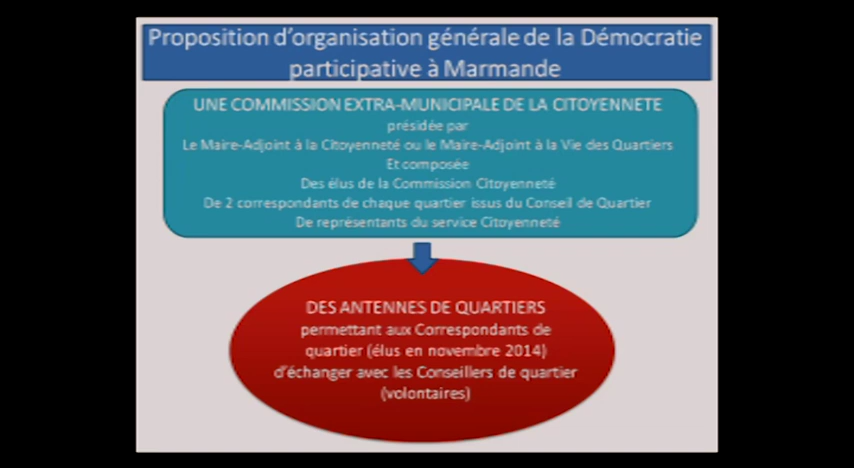 Proposition d'organisation générale de la Démocratie
participative à Marmande
UNE COMMISSION EXTRA-MUNICIPALE DE LA CITOYENNETE
présidée par
Le Maire-Adjoint à la Citoyenneté ou le Maire-Adjoint à la Vie des Quartiers
Et composée
Des élus de la Commission Citoyenneté
De 2 correspondants de chaque quartier issus du Conseil de Quartier
De représentants du service Citoyenneté
DES ANTENNES DE QUARTIERS
permettant aux Correspondants de
quartier (élus en novembre 2014)
d'échanger avec les Conseillers de quartier
(volontaires)